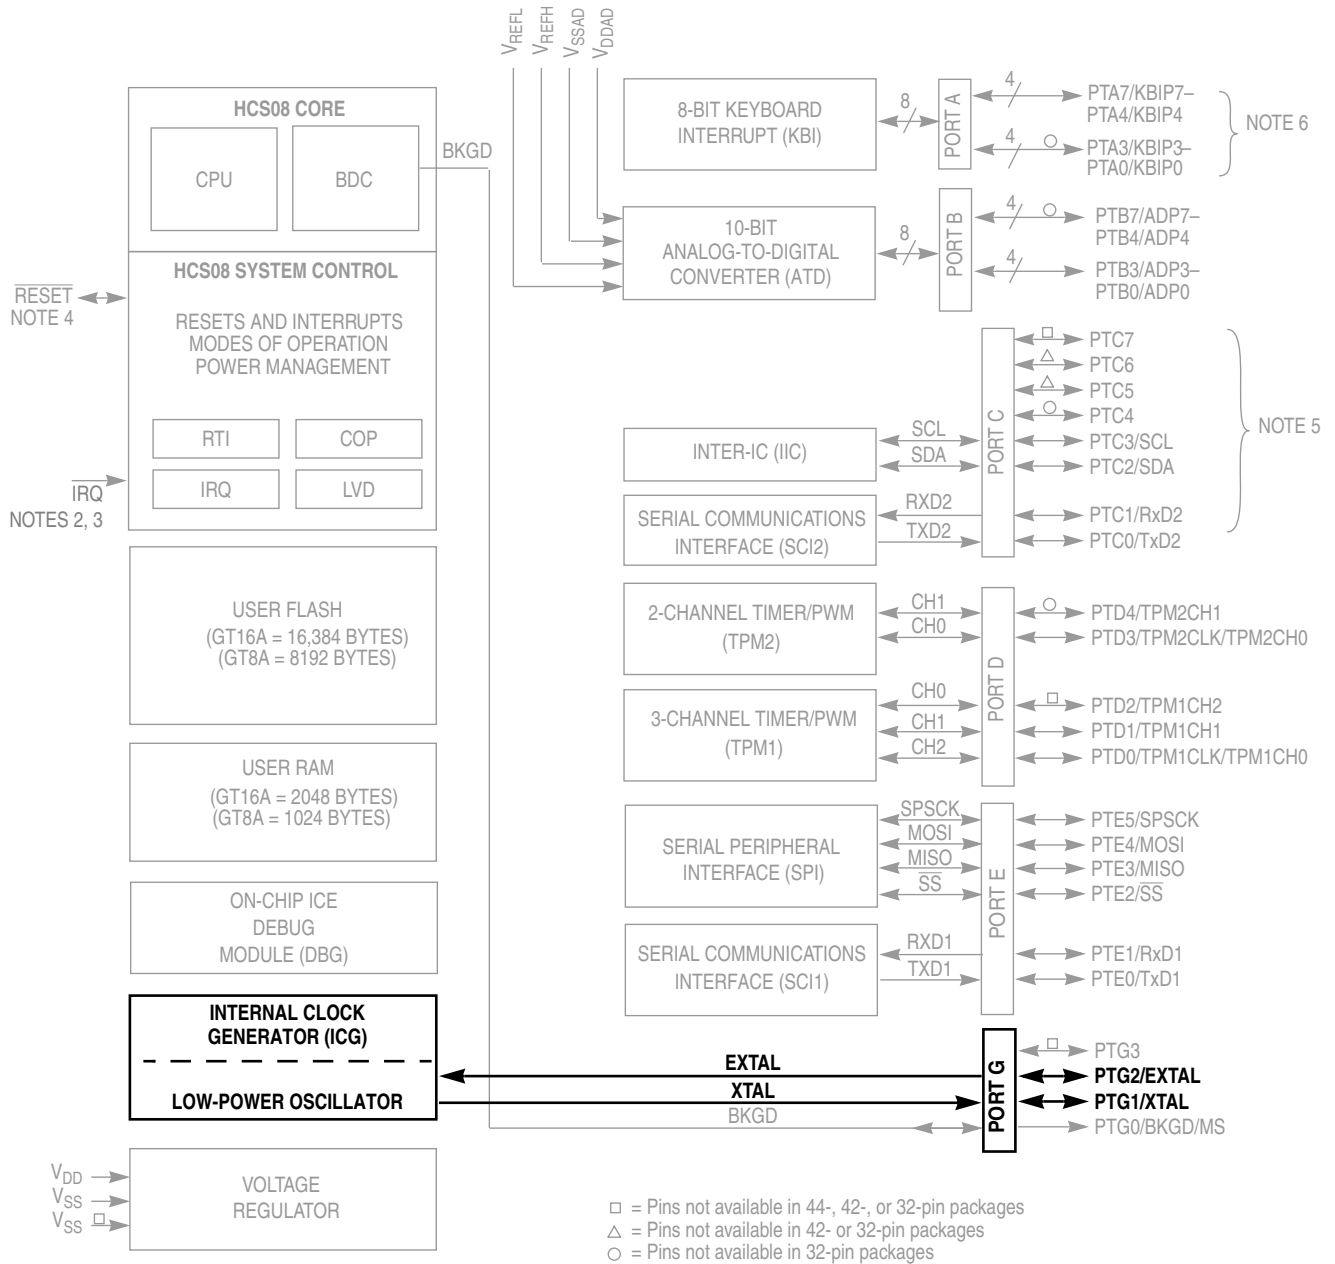 V_REFL
V_REFH
V_SSAD
V_DDAD
HCS08 CORE
CPU
BDC
BKGD
HCS08 SYSTEM CONTROL
RESETS AND INTERRUPTS
MODES OF OPERATION
POWER MANAGEMENT
RTI
COP
IRQ
LVD
RESET
NOTE 4
IRQ
NOTES 2, 3
USER FLASH
(GT16A = 16,384 BYTES)
(GT8A = 8192 BYTES)
USER RAM
(GT16A = 2048 BYTES)
(GT8A = 1024 BYTES)
ON-CHIP ICE
DEBUG
MODULE (DBG)
INTERNAL CLOCK
GENERATOR (ICG)
LOW-POWER OSCILLATOR
V_DD
V_SS
V_SS
VOLTAGE
REGULATOR
8-BIT KEYBOARD
INTERRUPT (KBI)
8
PORT A
4
PTA7/KBIP7–
PTA4/KBIP4
4
PTA3/KBIP3–
PTA0/KBIP0
NOTE 6
10-BIT
ANALOG-TO-DIGITAL
CONVERTER (ATD)
8
PORT B
4
PTB7/ADP7–
PTB4/ADP4
4
PTB3/ADP3–
PTB0/ADP0
INTER-IC (IIC)
SCL
SDA
SERIAL COMMUNICATIONS
INTERFACE (SCI2)
RXD2
TXD2
PORT C
PTC7
PTC6
PTC5
PTC4
PTC3/SCL
PTC2/SDA
PTC1/RxD2
PTC0/TxD2
NOTE 5
2-CHANNEL TIMER/PWM
(TPM2)
CH1
CH0
3-CHANNEL TIMER/PWM
(TPM1)
CH0
CH1
CH2
PORT D
PTD4/TPM2CH1
PTD3/TPM2CLK/TPM2CH0
PTD2/TPM1CH2
PTD1/TPM1CH1
PTD0/TPM1CLK/TPM1CH0
SERIAL PERIPHERAL
INTERFACE (SPI)
SPSCK
MOSI
MISO
SS
SERIAL COMMUNICATIONS
INTERFACE (SCI1)
RXD1
TXD1
PORT E
PTE5/SPSCK
PTE4/MOSI
PTE3/MISO
PTE2/SS
PTE1/RxD1
PTE0/TxD1
EXTAL
XTAL
BKGD
PORT G
PTG3
PTG2/EXTAL
PTG1/XTAL
PTG0/BKGD/MS
□ = Pins not available in 44-, 42-, or 32-pin packages
△ = Pins not available in 42- or 32-pin packages
○ = Pins not available in 32-pin packages